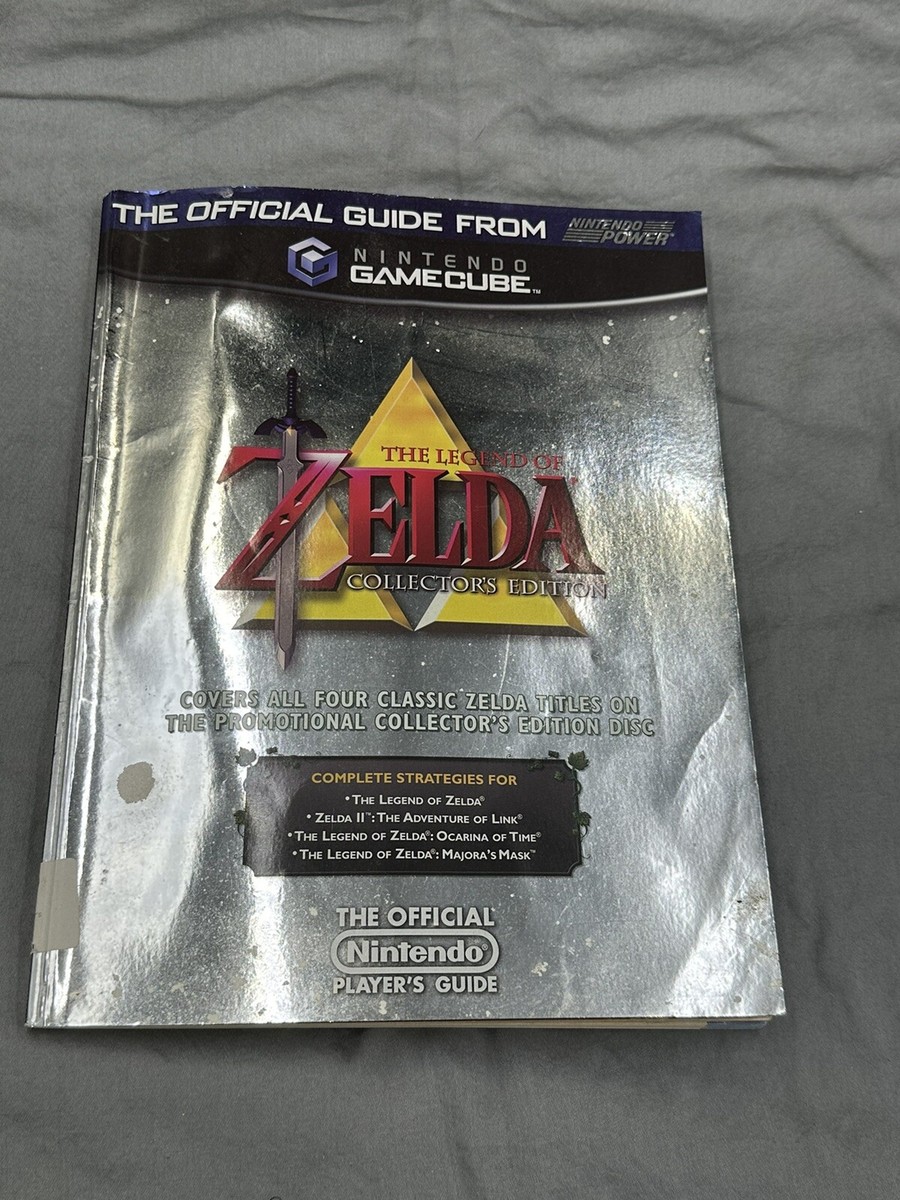 THE OFFICIAL GUIDE FROM NINTENDO POWER
NINTENDO
GAMECUBE™
THE LEGEND OF
ZELDA
COLLECTOR'S EDITION
COVERS ALL FOUR CLASSIC ZELDA TITLES ON
THE PROMOTIONAL COLLECTOR'S EDITION DISC
COMPLETE STRATEGIES FOR
• THE LEGEND OF ZELDA®
• ZELDA II™: THE ADVENTURE OF LINK®
• THE LEGEND OF ZELDA®: OCARINA OF TIME®
• THE LEGEND OF ZELDA®: MAJORA'S MASK™
THE OFFICIAL
Nintendo®
PLAYER'S GUIDE